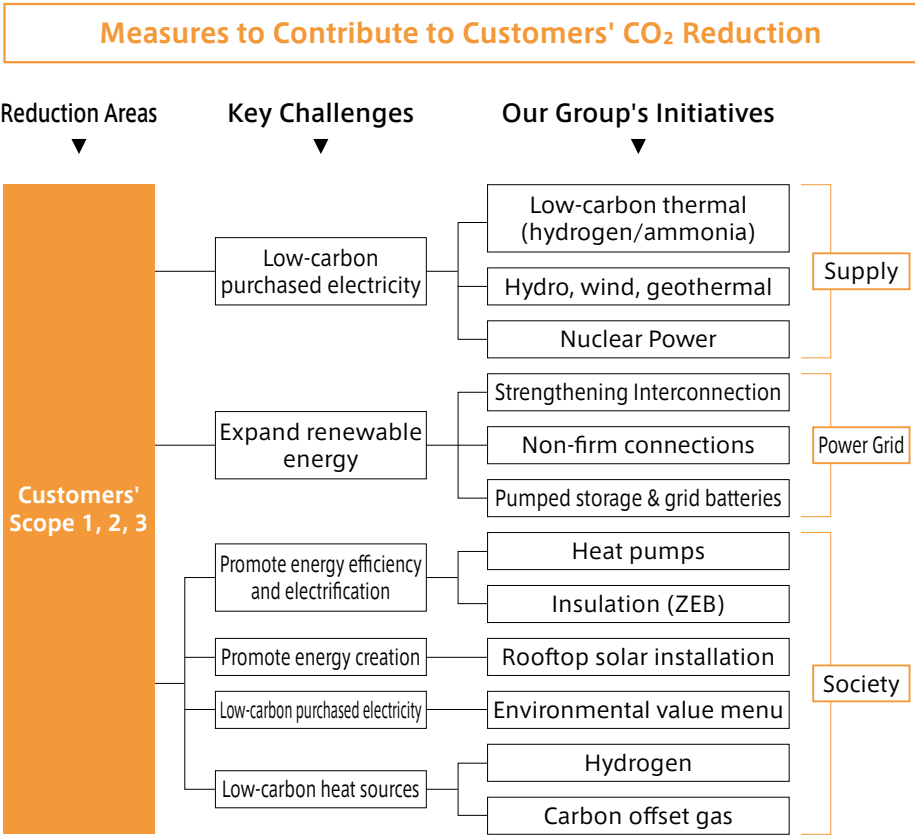 Measures to Contribute to Customers' CO₂ Reduction
Reduction Areas
Key Challenges
Our Group's Initiatives
▼
▼
▼
Customers'
Scope 1, 2, 3
Low-carbon
purchased electricity
Low-carbon thermal
(hydrogen/ammonia)
Hydro, wind, geothermal
Nuclear Power
Supply
Expand renewable
energy
Strengthening Interconnection
Non-firm connections
Pumped storage & grid batteries
Power Grid
Promote energy efficiency
and electrification
Heat pumps
Insulation (ZEB)
Promote energy creation
Rooftop solar installation
Low-carbon purchased electricity
Environmental value menu
Low-carbon heat sources
Hydrogen
Carbon offset gas
Society